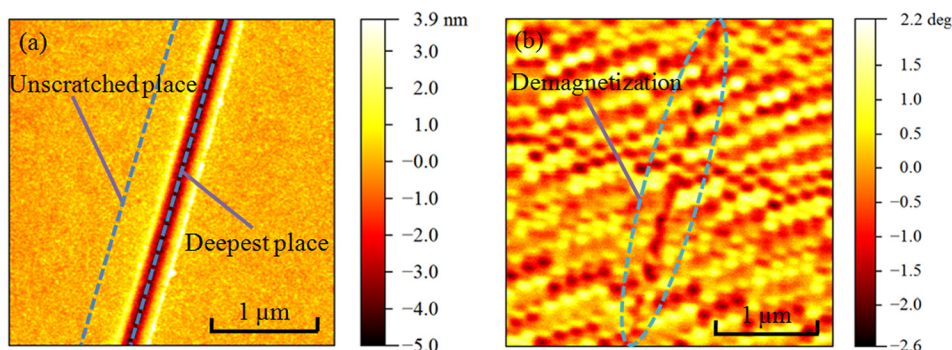 (a)
Unscratched place
Deepest place
1 μm
3.9 nm
3.0
2.0
1.0
−0.0
−1.0
−2.0
−3.0
−4.0
−5.0
(b)
Demagnetization
1 μm
2.2 deg
1.5
1.0
0.5
0.0
−0.5
−1.0
−1.5
−2.0
−2.6